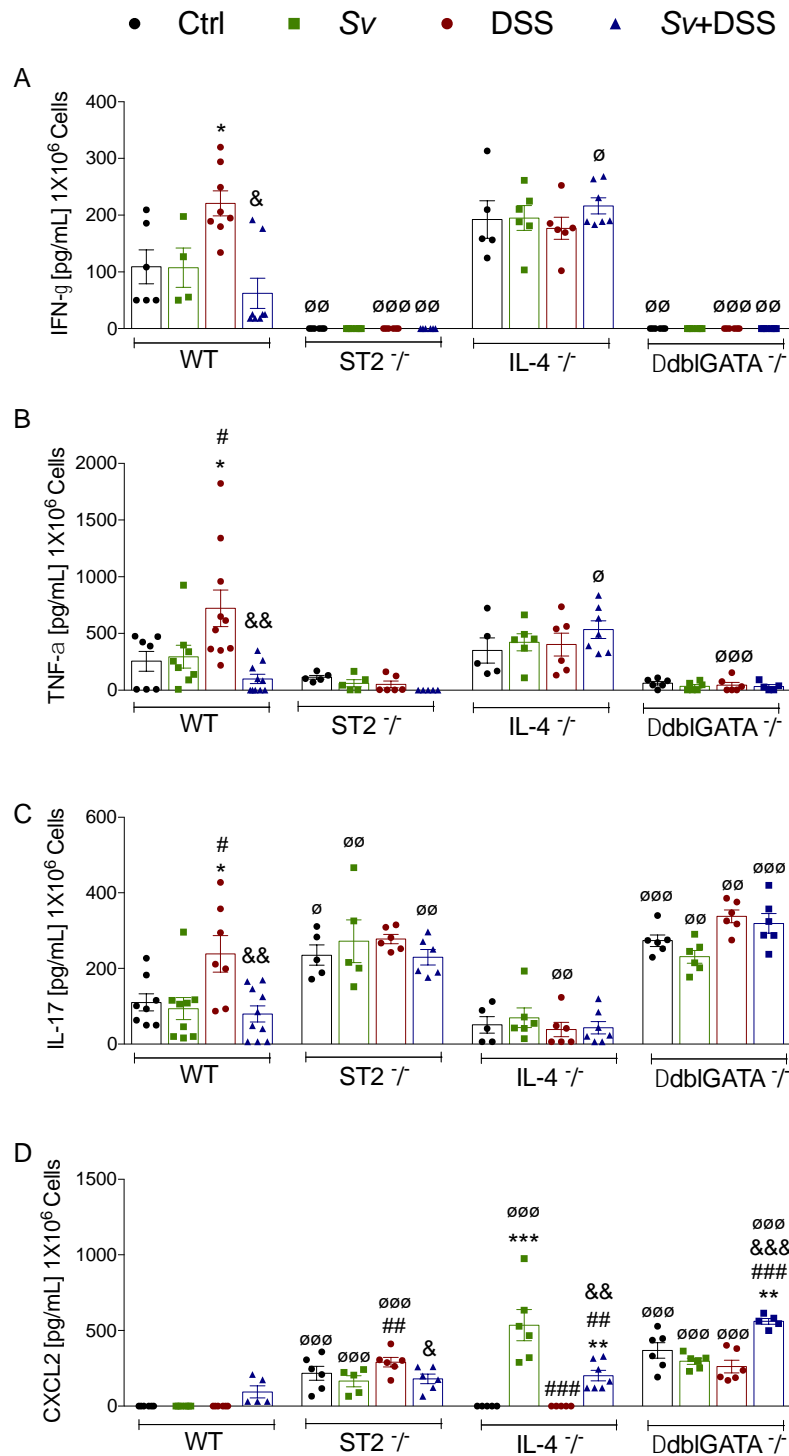 Ctrl Sv DSS Sv+DSS
A
IFN-g [pg/mL] 1X10⁶ Cells
400
300
200
100
0
* & øø øøø øø ø øø øøø øø
WT ST2 -/- IL-4 -/- DdblGATA -/-
B
TNF-a [pg/mL] 1X10⁶ Cells
2000
1500
1000
500
0
#
* && ø øøø
WT ST2 -/- IL-4 -/- DdblGATA -/-
C
IL-17 [pg/mL] 1X10⁶ Cells
600
400
200
0
#
* && ø øø øø øø øøø øø øø øøø
WT ST2 -/- IL-4 -/- DdblGATA -/-
D
CXCL2 [pg/mL] 1X10⁶ Cells
1500
1000
500
0
øøø øøø øøø
##
&
øøø
***
###
&&
##
**
øøø øøø øøø øøø
&&&
###
**
WT ST2 -/- IL-4 -/- DdblGATA -/-